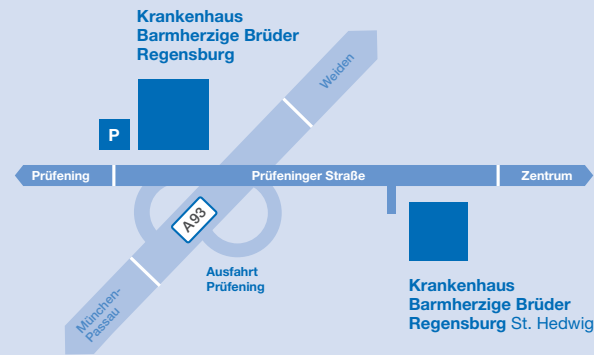 Krankenhaus
Barmherzige Brüder
Regensburg
Weiden
P
Prüfening
Prüfeninger Straße
Zentrum
A93
Ausfahrt
Prüfening
München-
Passau
Krankenhaus
Barmherzige Brüder
Regensburg St. Hedwig